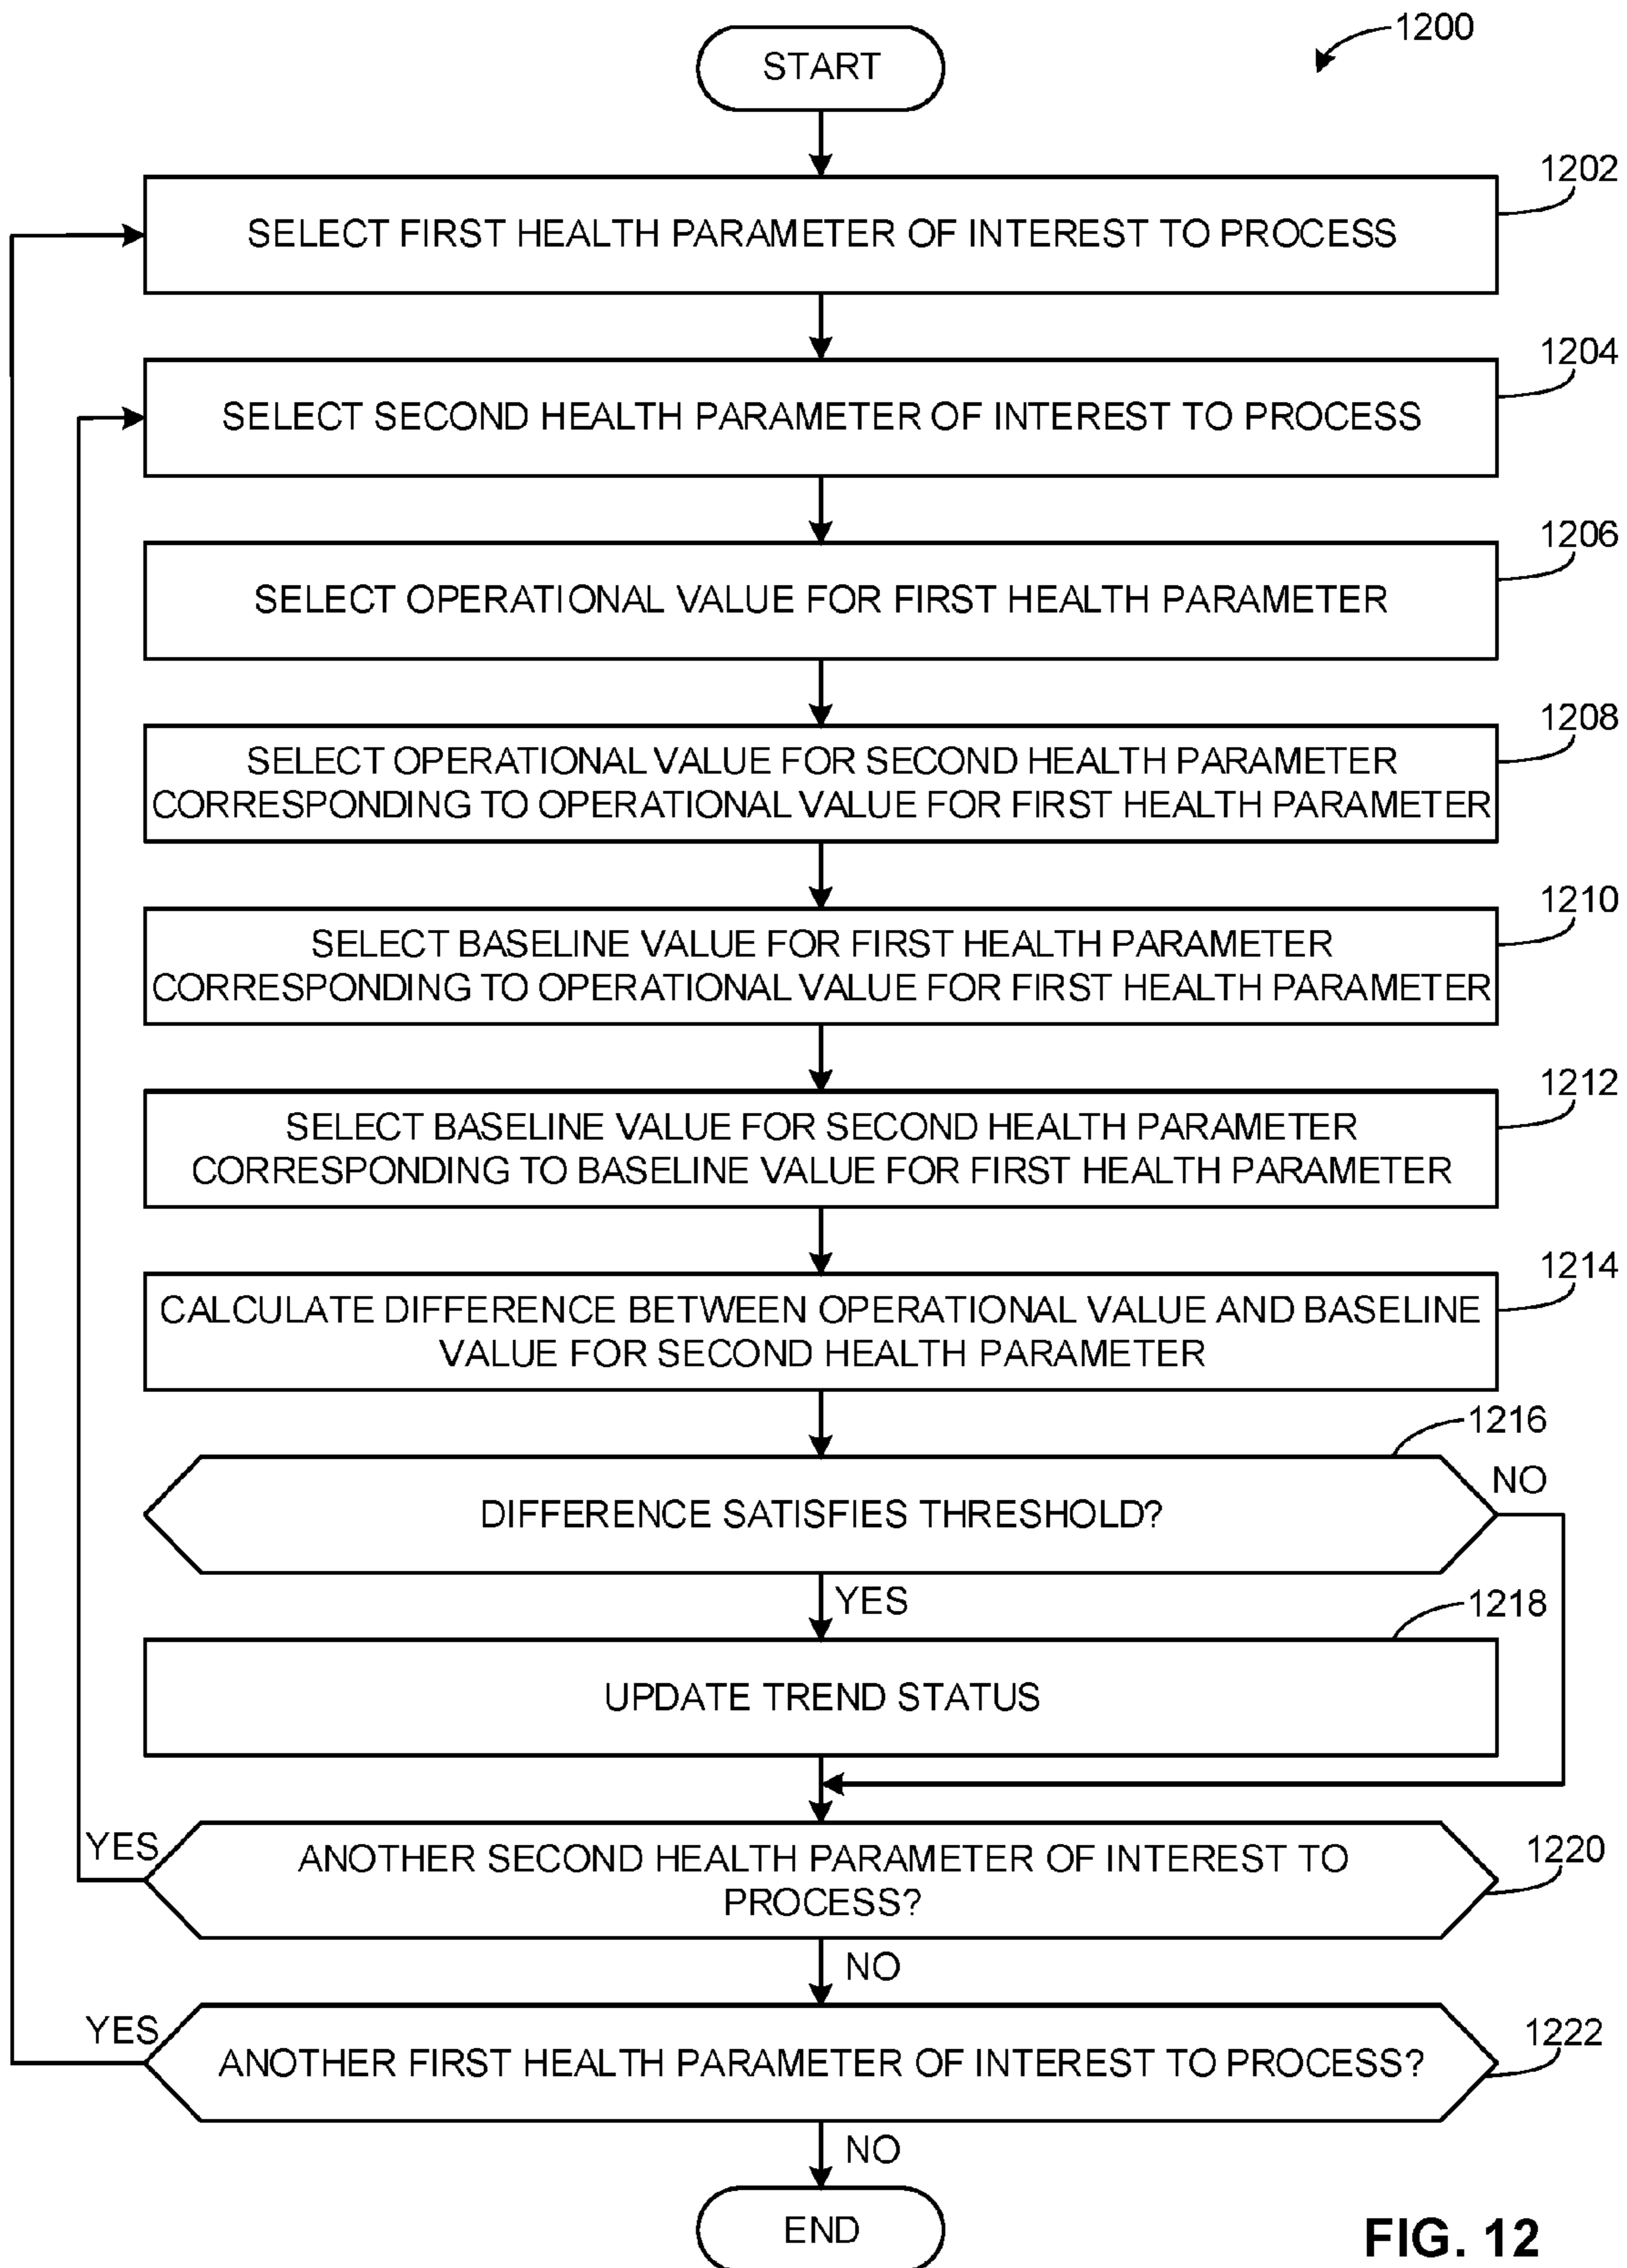 1200
START
1202
SELECT FIRST HEALTH PARAMETER OF INTEREST TO PROCESS
1204
SELECT SECOND HEALTH PARAMETER OF INTEREST TO PROCESS
1206
SELECT OPERATIONAL VALUE FOR FIRST HEALTH PARAMETER
1208
SELECT OPERATIONAL VALUE FOR SECOND HEALTH PARAMETER
CORRESPONDING TO OPERATIONAL VALUE FOR FIRST HEALTH PARAMETER
1210
SELECT BASELINE VALUE FOR FIRST HEALTH PARAMETER
CORRESPONDING TO OPERATIONAL VALUE FOR FIRST HEALTH PARAMETER
1212
SELECT BASELINE VALUE FOR SECOND HEALTH PARAMETER
CORRESPONDING TO BASELINE VALUE FOR FIRST HEALTH PARAMETER
1214
CALCULATE DIFFERENCE BETWEEN OPERATIONAL VALUE AND BASELINE
VALUE FOR SECOND HEALTH PARAMETER
1216
NO
DIFFERENCE SATISFIES THRESHOLD?
YES
1218
UPDATE TREND STATUS
YES
1220
ANOTHER SECOND HEALTH PARAMETER OF INTEREST TO
PROCESS?
NO
YES
1222
ANOTHER FIRST HEALTH PARAMETER OF INTEREST TO PROCESS?
NO
END
FIG. 12